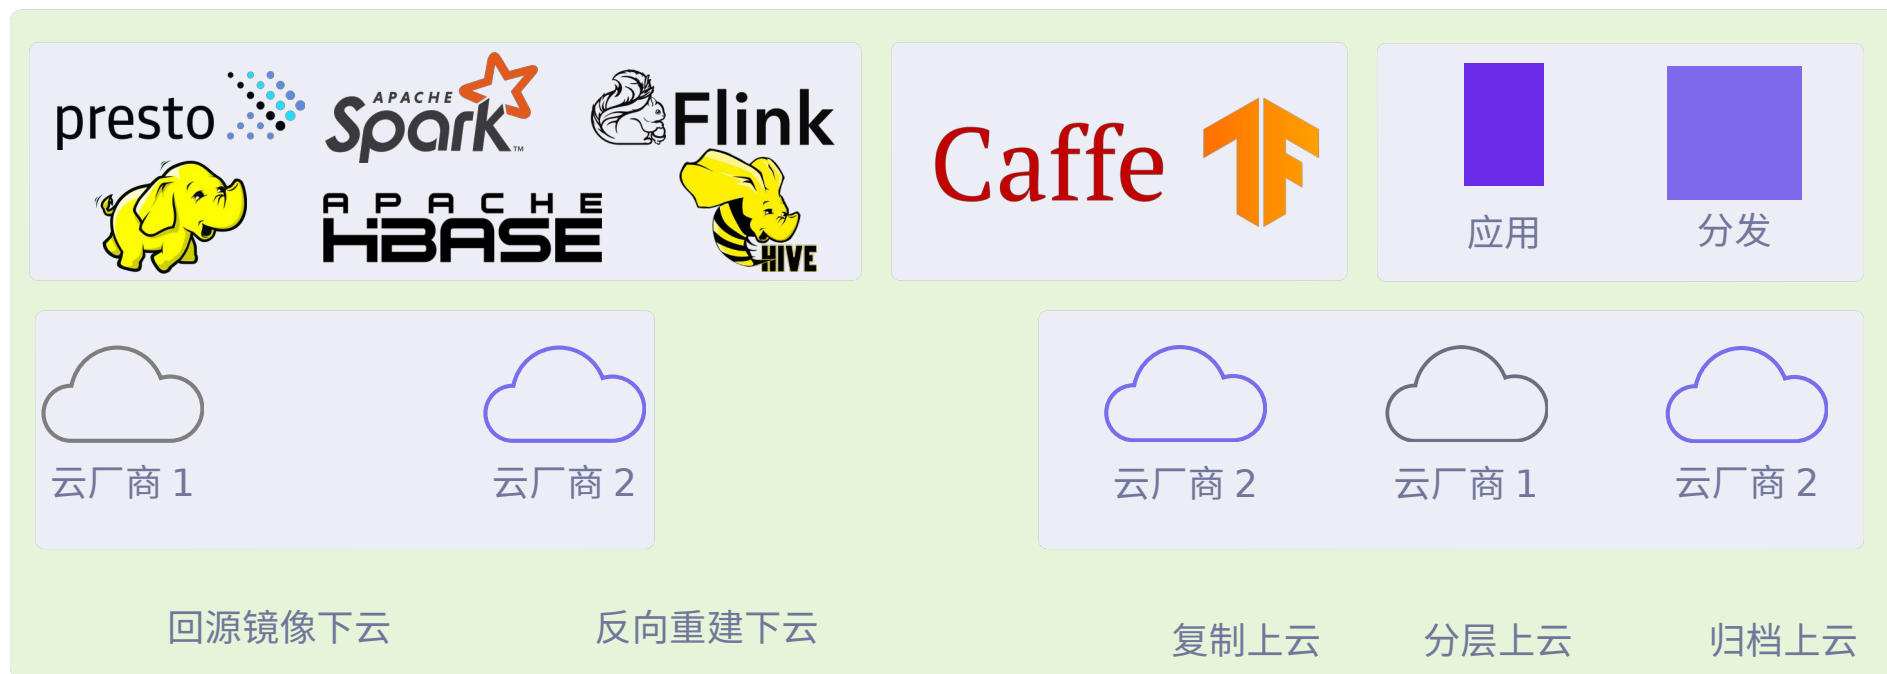 presto
APACHE
Spark™
Flink
APACHE
HBASE
HIVE
Caffe
应用
分发
云厂商 1
云厂商 2
云厂商 2
云厂商 1
云厂商 2
回源镜像下云
反向重建下云
复制上云
分层上云
归档上云